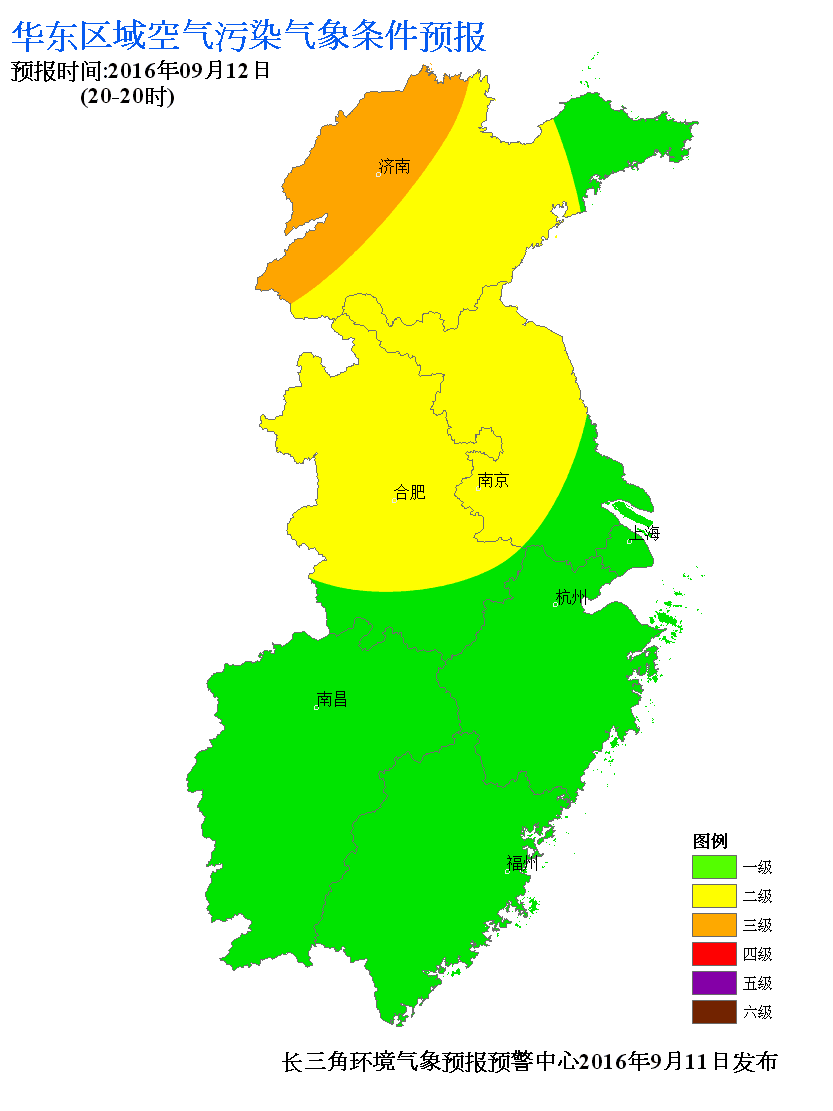 华东区域空气污染气象条件预报
预报时间:2016年09月12日
(20-20时)
济南
南京
合肥
上海
杭州
南昌
福州
图例
一级
二级
三级
四级
五级
六级
长三角环境气象预报预警中心2016年9月11日发布